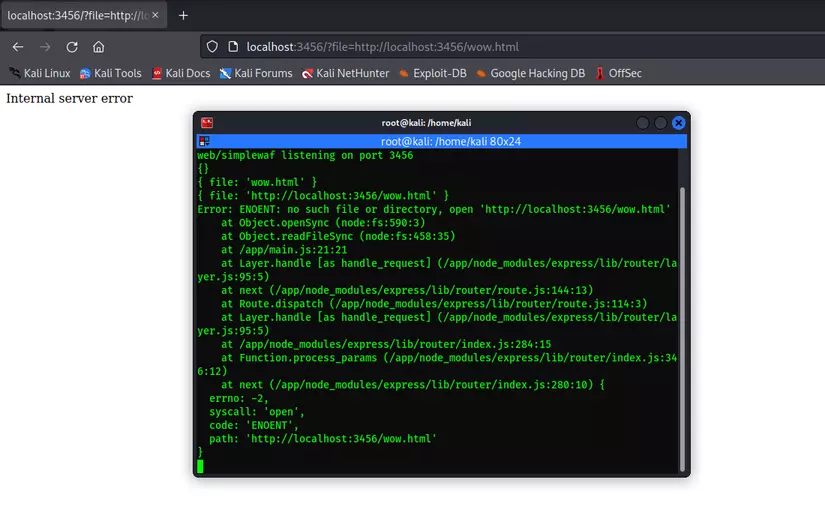 localhost:3456/?file=http://lo
localhost:3456/?file=http://localhost:3456/wow.html
Kali Linux Kali Tools Kali Docs Kali Forums Kali NetHunter Exploit-DB Google Hacking DB OffSec
Internal server error
root@kali: /home/kali
root@kali: /home/kali 80x24
web/simplewaf listening on port 3456
{}
{ file: 'wow.html' }
{ file: 'http://localhost:3456/wow.html' }
Error: ENOENT: no such file or directory, open 'http://localhost:3456/wow.html'
at Object.openSync (node:fs:590:3)
at Object.readFileSync (node:fs:458:35)
at /app/main.js:21:21
at Layer.handle [as handle_request] (/app/node_modules/express/lib/router/la
yer.js:95:5)
at next (/app/node_modules/express/lib/router/route.js:144:13)
at Route.dispatch (/app/node_modules/express/lib/router/route.js:114:3)
at Layer.handle [as handle_request] (/app/node_modules/express/lib/router/la
yer.js:95:5)
at /app/node_modules/express/lib/router/index.js:284:15
at Function.process_params (/app/node_modules/express/lib/router/index.js:34
6:12)
at next (/app/node_modules/express/lib/router/index.js:280:10) {
errno: -2,
syscall: 'open',
code: 'ENOENT',
path: 'http://localhost:3456/wow.html'
}